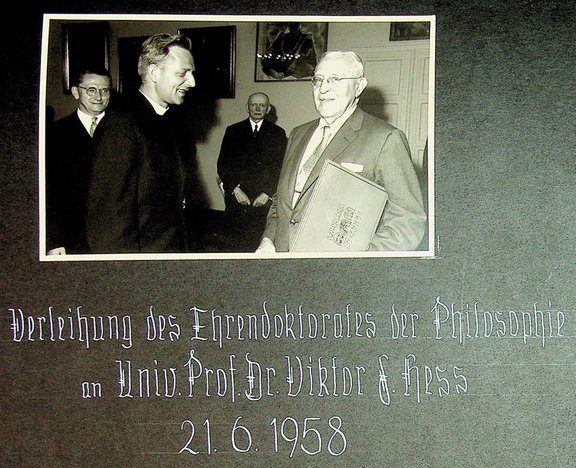 Verleihung des Ehrendoktorates der Philosophie
an Univ. Prof. Dr. Viktor F. Hess
21. 6. 1958